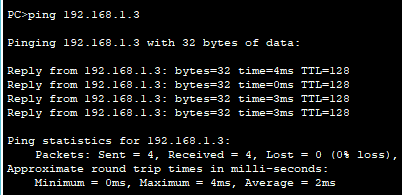 PC>ping 192.168.1.3
Pinging 192.168.1.3 with 32 bytes of data:
Reply from 192.168.1.3: bytes=32 time=4ms TTL=128
Reply from 192.168.1.3: bytes=32 time=0ms TTL=128
Reply from 192.168.1.3: bytes=32 time=3ms TTL=128
Reply from 192.168.1.3: bytes=32 time=3ms TTL=128
Ping statistics for 192.168.1.3:
Packets: Sent = 4, Received = 4, Lost = 0 (0% loss),
Approximate round trip times in milli-seconds:
Minimum = 0ms, Maximum = 4ms, Average = 2ms